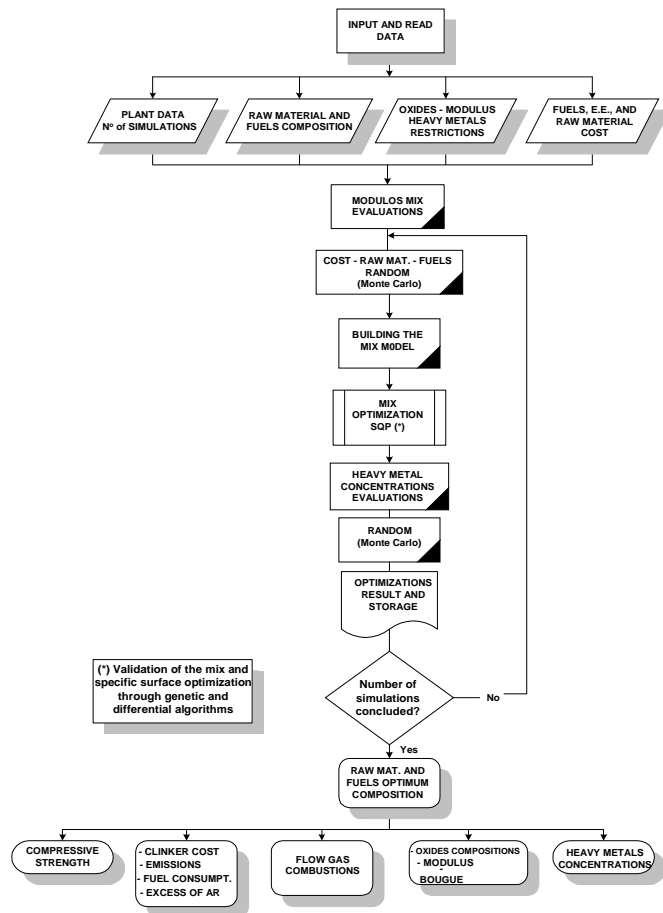 INPUT AND READ
DATA
PLANT DATA
Nº of SIMULATIONS
RAW MATERIAL AND
FUELS COMPOSITION
OXIDES - MODULUS
HEAVY METALS
RESTRICTIONS
FUELS, E.E., AND
RAW MATERIAL
COST
MODULOS MIX
EVALUATIONS
COST - RAW MAT. - FUELS
RANDOM
(Monte Carlo)
BUILDING THE
MIX M0DEL
MIX
OPTIMIZATION
SQP (*)
HEAVY METAL
CONCENTRATIONS
EVALUATIONS
RANDOM
(Monte Carlo)
OPTIMIZATIONS
RESULT AND
STORAGE
(*) Validation of the mix and
specific surface optimization
through genetic and
differential algorithms
Number of
simulations
concluded?
No
Yes
RAW MAT. AND
FUELS OPTIMUM
COMPOSITION
COMPRESSIVE
STRENGTH
- CLINKER COST
- EMISSIONS
- FUEL CONSUMPT.
- EXCESS OF AR
FLOW GAS
COMBUSTIONS
- OXIDES COMPOSITIONS
- MODULUS
-
BOUGUE
HEAVY METALS
CONCENTRATIONS